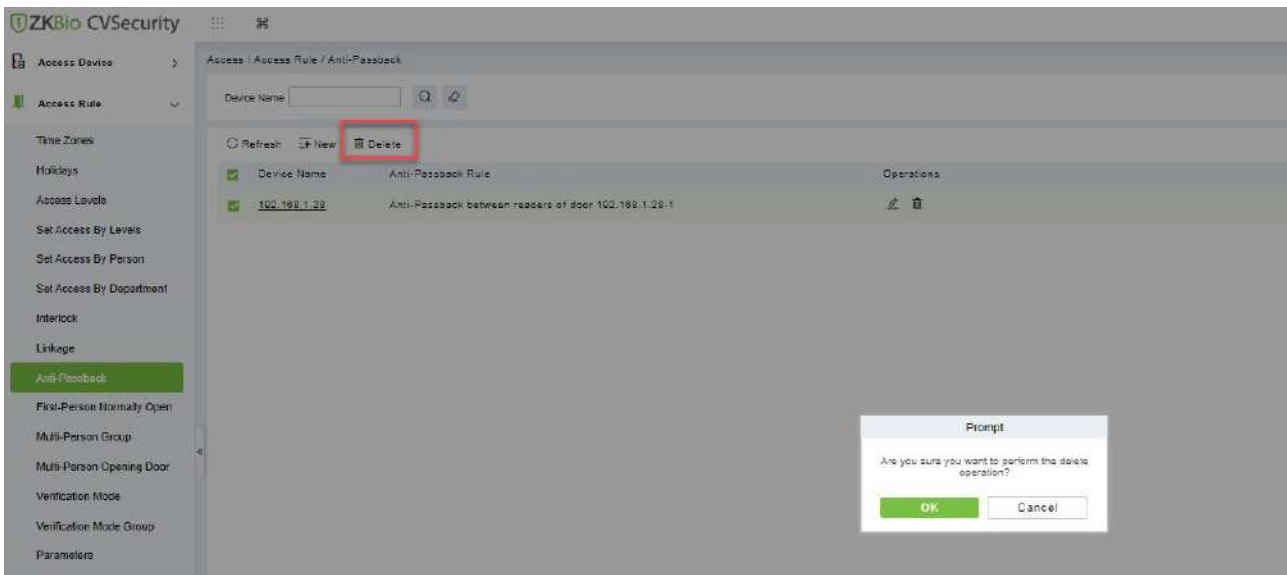 ZKBio CVSecurity
Access Device
Access / Access Rule / Anti-Passback
Access Rule
Device Name
Time Zones
Refresh New Delete
Holidays
Device Name Anti-Passback Rule Operations
Access Levels
192.168.1.28 Anti-Passback between readers of door 192.168.1.28-1
Set Access By Levels
Set Access By Person
Set Access By Department
Interlock
Linkage
Anti-Passback
First-Person Normally Open
Multi-Person Group
Multi-Person Opening Door
Verification Mode
Verification Mode Group
Parameters
Prompt
Are you sure you want to perform the delete
operation?
OK Cancel